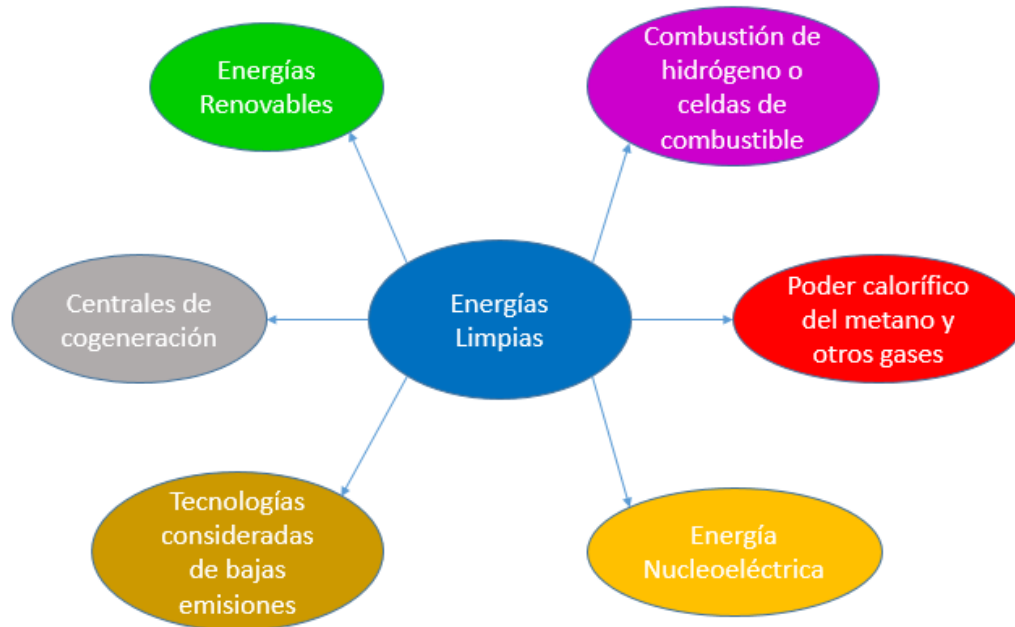 Energías
Renovables
Combustión de
hidrógeno o
celdas de
combustible
Centrales de
cogeneración
Energías
Limpias
Poder calorífico
del metano y
otros gases
Tecnologías
consideradas
de bajas
emisiones
Energía
Nucleoeléctrica